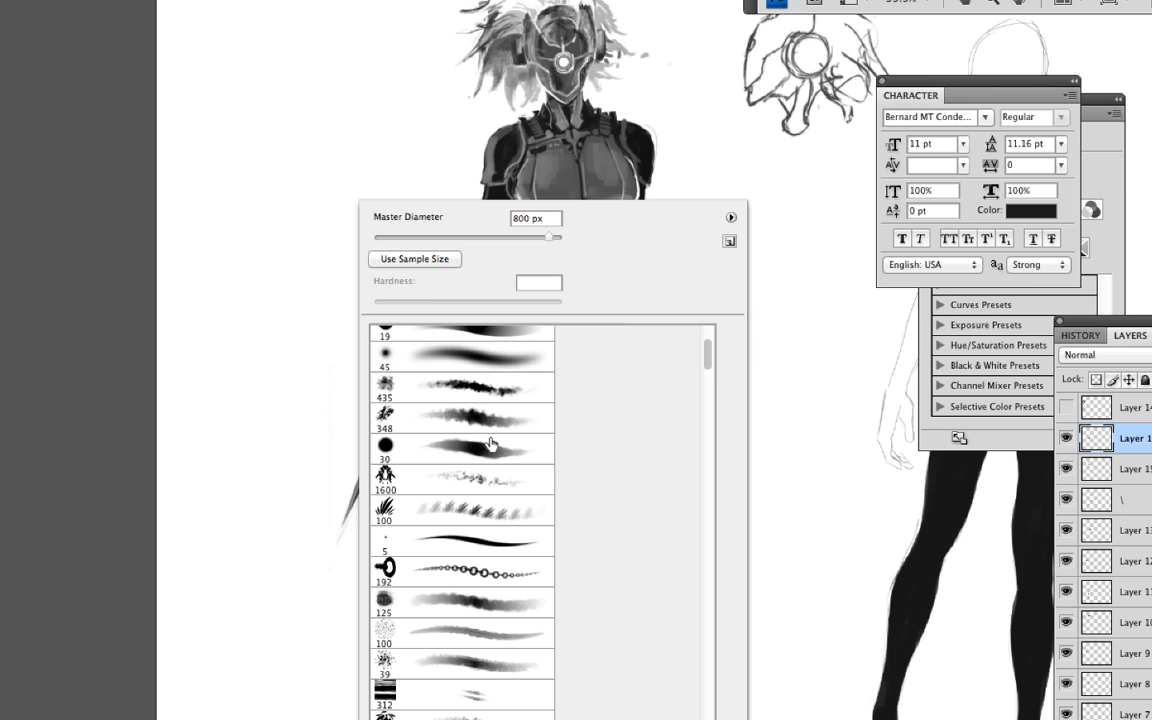 CHARACTER
Bernard MT Conde... Regular
11 pt 11.16 pt
0
100% 100%
0 pt Color:
English: USA Strong
Curves Presets
Exposure Presets
Hue/Saturation Presets
Black & White Presets
Channel Mixer Presets
Selective Color Presets
HISTORY LAYERS
Normal
Lock:
Layer 14
Layer 1
Layer 15
\
Layer 13
Layer 12
Layer 11
Layer 10
Layer 9
Layer 8
Layer 7
Master Diameter 800 px
Use Sample Size
Hardness:
19
45
435
348
30
1600
100
5
192
125
100
39
312